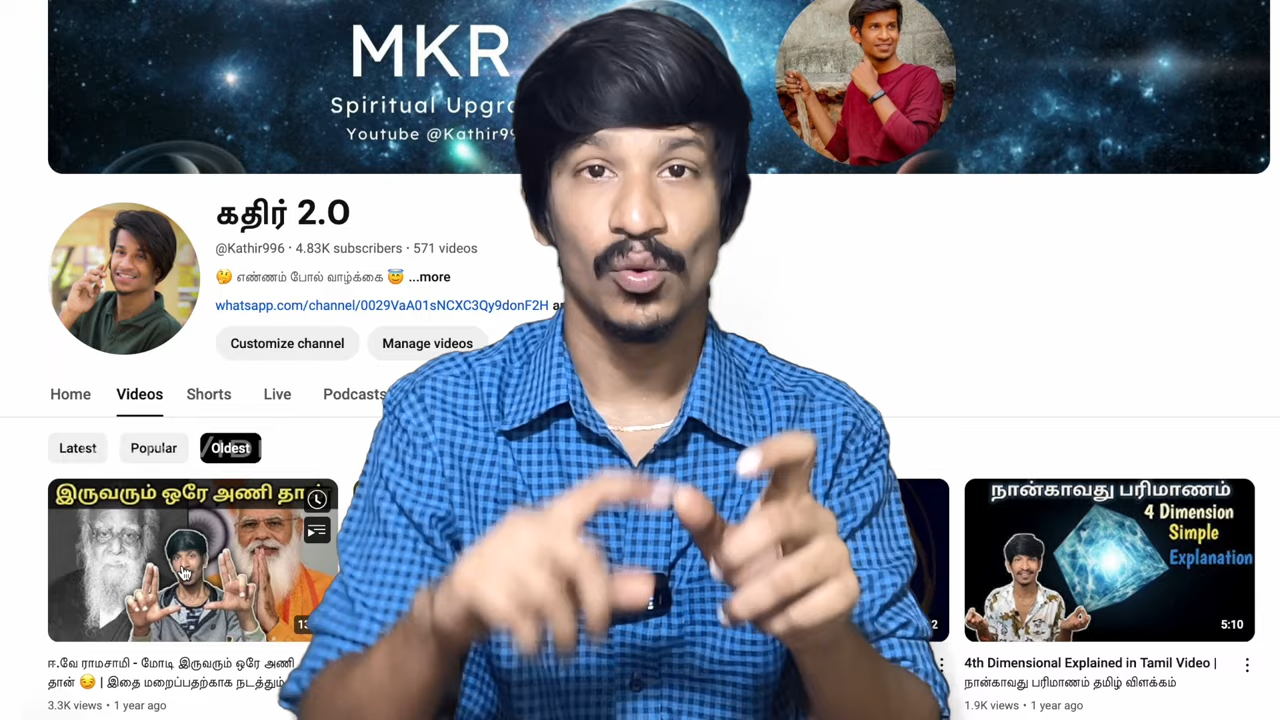 MKR
Spiritual
Youtube
கதிர் 2.0
@Kathir996 · 4.83K subscribers · 571 videos
🤔 எண்ணம் போல் வாழ்க்கை 😇 ...more
whatsapp.com/channel/0029VaA01sNCXC3Qy9donF2H
Customize channel
Manage videos
Home
Videos
Shorts
Live
Podcasts
Latest
Popular
Oldest
இருவரும் ஒரே அணி
நான்காவது பரிமாணம்
4 Dimension
Simple
Explanation
5:10
ஈ.வே ராமசாமி - மோடி இருவரும் ஒரே அணி
தான் 😏 | இதை மறைப்பதற்காக
3.3K views · 1 year ago
4th Dimensional Explained in Tamil Video |
நான்காவது பரிமாணம் தமிழ் விளக்கம்
1.9K views · 1 year ago